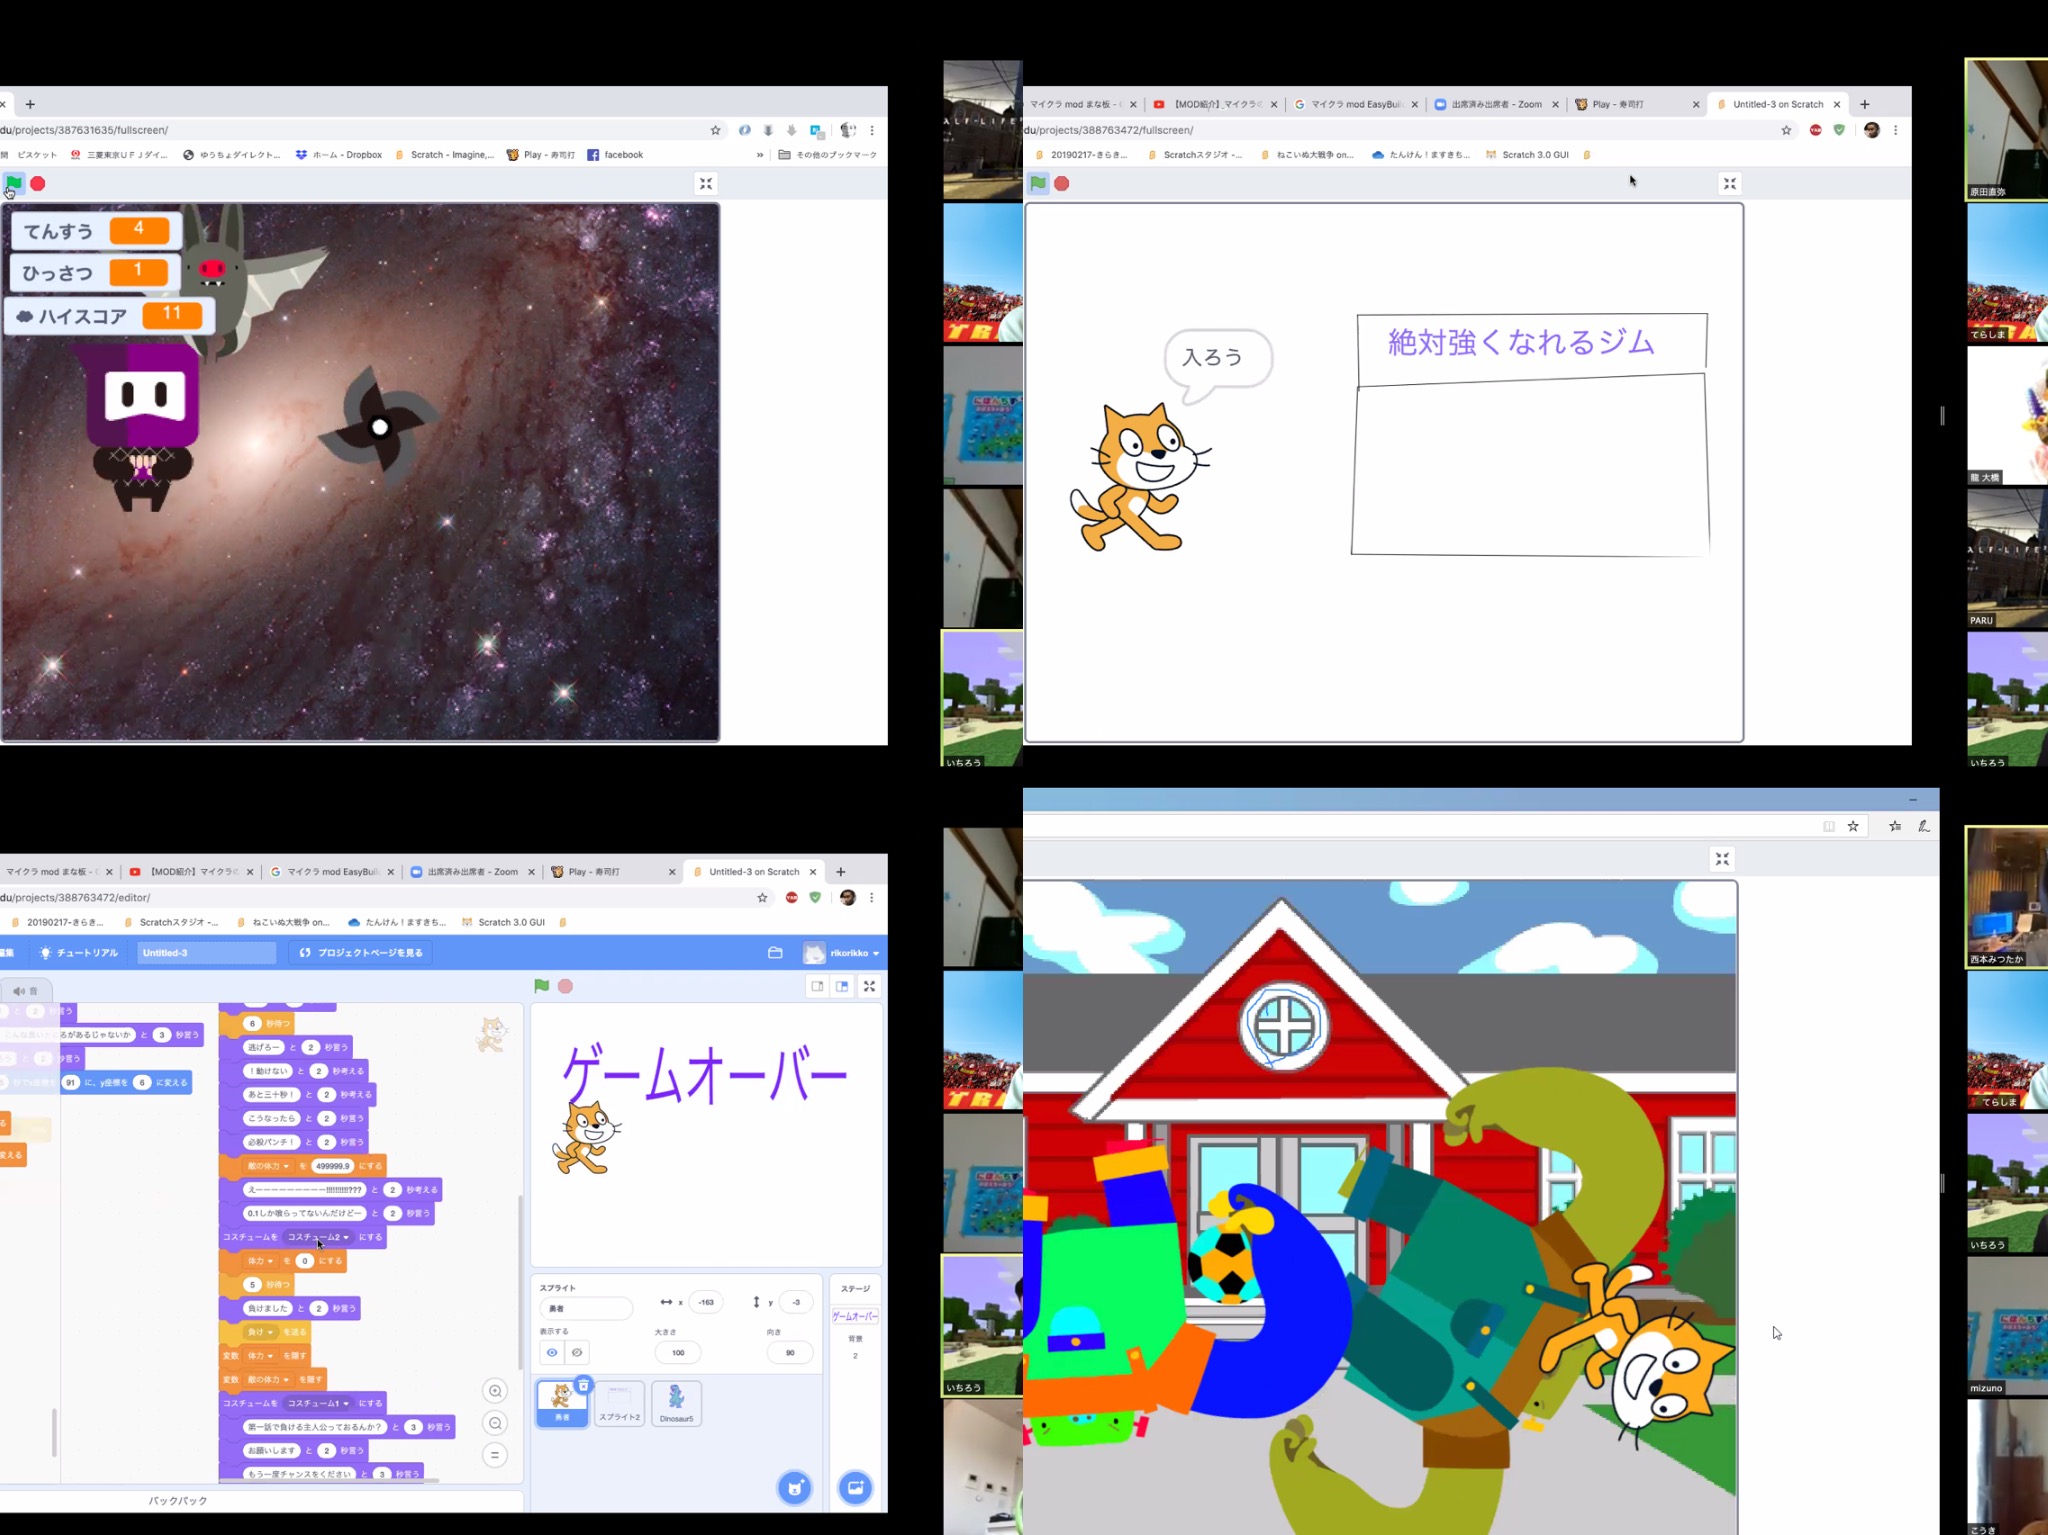 du/projects/387631635/fullscreen/
ビスケット 三菱東京ＵＦＪダイ... ゆうちょダイレクト... ホーム - Dropbox Scratch - Imagine,... Play - 寿司打 facebook » その他のブックマーク
てんすう 4
ひっさつ 1
ハイスコア 11
いちろう
マイクラ mod まな板 - 【MOD紹介】マイクラの マイクラ mod EasyBuil 出席済み出席者 - Zoom Play - 寿司打 Untitled-3 on Scratch
du/projects/388763472/fullscreen/
20190217-きらき... Scratchスタジオ -... ねこいぬ大戦争 on... たんけん！ますきち... Scratch 3.0 GUI
入ろう
絶対強くなれるジム
原田直弥
てらしま
龍 大橋
ALF-LIFE
PARU
いちろう
マイクラ mod まな板 - 【MOD紹介】マイクラの マイクラ mod EasyBuil 出席済み出席者 - Zoom Play - 寿司打 Untitled-3 on Scratch
du/projects/388763472/editor/
20190217-きらき... Scratchスタジオ -... ねこいぬ大戦争 on... たんけん！ますきち... Scratch 3.0 GUI
編集 チュートリアル Untitled-3 プロジェクトページを見る rikorikko
音
があるじゃないか と 3 秒言う
91 に、y座標を 6 に変える
変える
6 秒待つ
逃げろー と 2 秒言う
！動けない と 2 秒考える
あと三十秒！ と 2 秒考える
こうなったら と 2 秒言う
必殺パンチ！ と 2 秒言う
敵の体力 を 499999.9 にする
えーーーーーーーーー!!!!!!!!!!??? と 2 秒考える
0.1しか喰らってないんだけどー と 2 秒言う
コスチュームを コスチューム2 にする
体力 を 0 にする
5 秒待つ
負けました と 2 秒言う
負け を送る
変数 体力 を隠す
変数 敵の体力 を隠す
コスチュームを コスチューム1 にする
第一話で負ける主人公っておるんか？ と 3 秒言う
お願いします と 2 秒言う
もう一度チャンスをください と 3 秒言う
バックパック
ゲームオーバー
スプライト
勇者 x -163 y -3
表示する 大きさ 向き
100 90
勇者 スプライト2 Dinosaur5
ステージ
ゲームオーバー
背景
2
いちろう
西本みつたか
てらしま
いちろう
mizuno
こうき